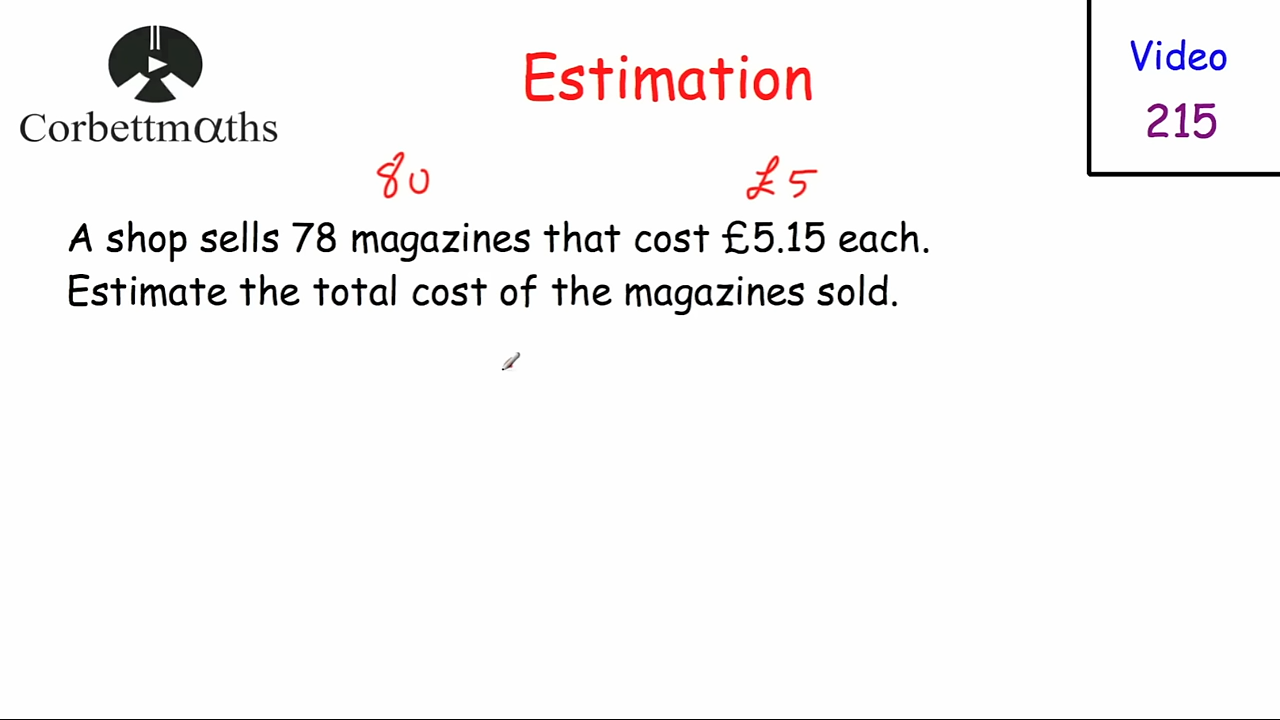 Corbettmαths
Estimation
Video
215
80
£5
A shop sells 78 magazines that cost £5.15 each.
Estimate the total cost of the magazines sold.